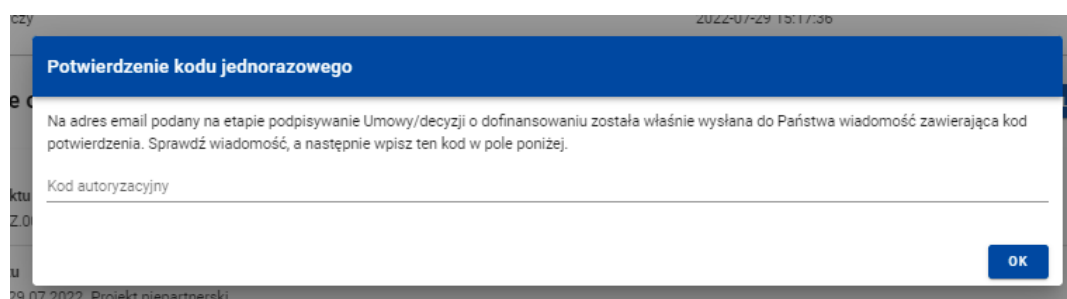 czy
2022-07-29 15:17:36
Potwierdzenie kodu jednorazowego
e
Na adres email podany na etapie podpisywanie Umowy/decyzji o dofinansowaniu została właśnie wysłana do Państwa wiadomość zawierająca kod
potwierdzenia. Sprawdź wiadomość, a następnie wpisz ten kod w pole poniżej.
Kod autoryzacyjny
ktu
OK
u
29.07.2022 Projekt niepartnerski